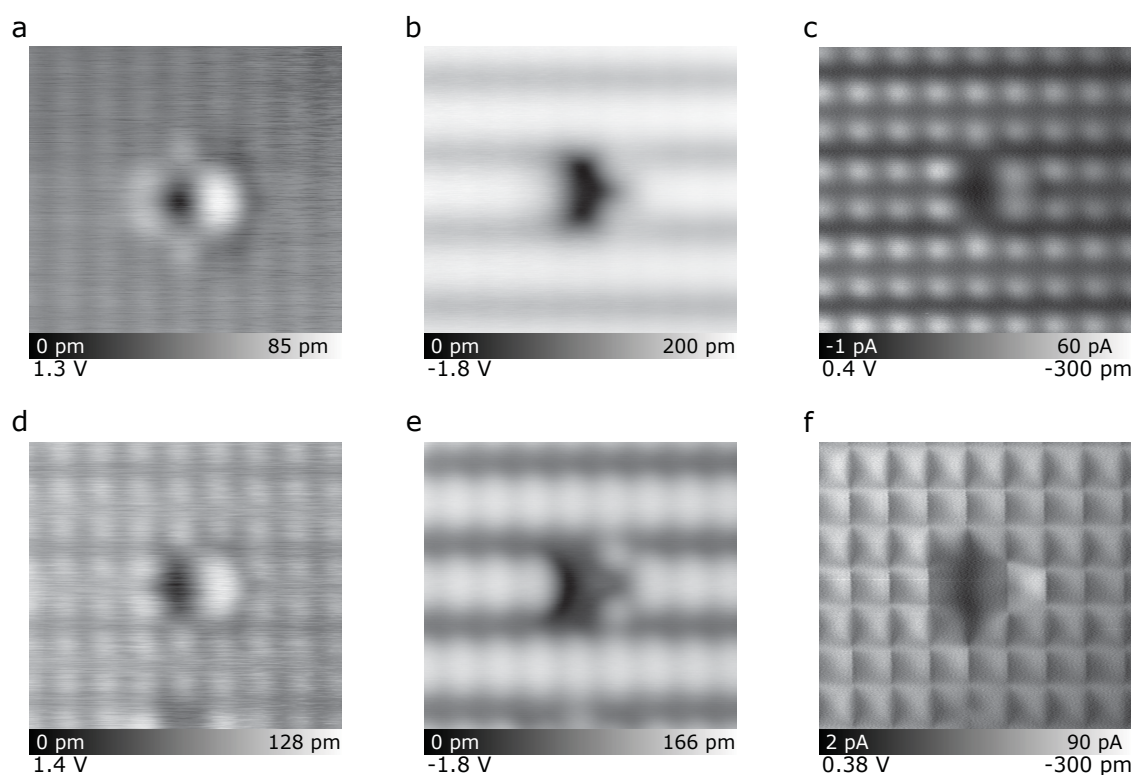 a
b
c
0 pm 85 pm
1.3 V
0 pm 200 pm
-1.8 V
-1 pA 60 pA
0.4 V -300 pm
d
e
f
0 pm 128 pm
1.4 V
0 pm 166 pm
-1.8 V
2 pA 90 pA
0.38 V -300 pm